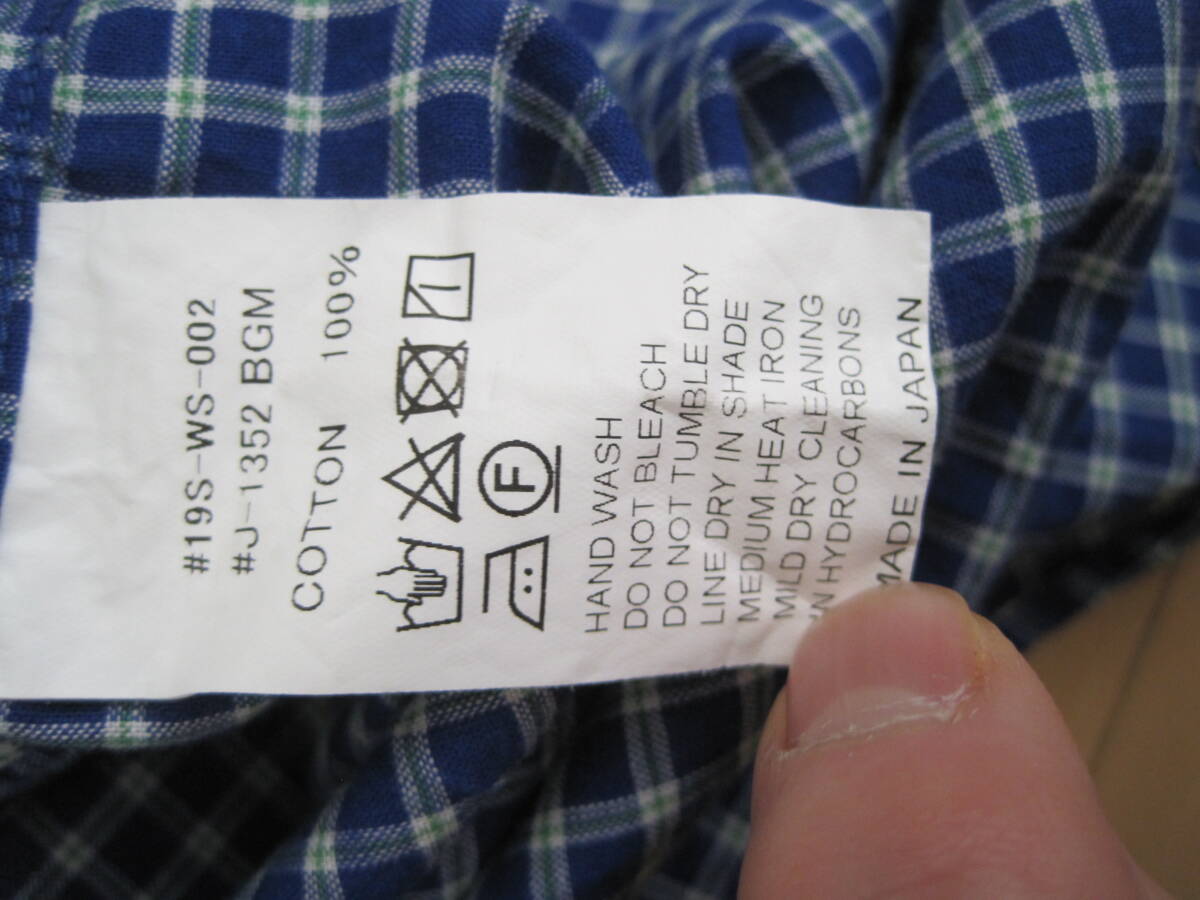 #19S-WS-002
#J-1352 BGM
COTTON 100%
F
HAND WASH
DO NOT BLEACH
DO NOT TUMBLE DRY
LINE DRY IN SHADE
MEDIUM HEAT IRON
MILD DRY CLEANING
IN HYDROCARBONS
MADE IN JAPAN